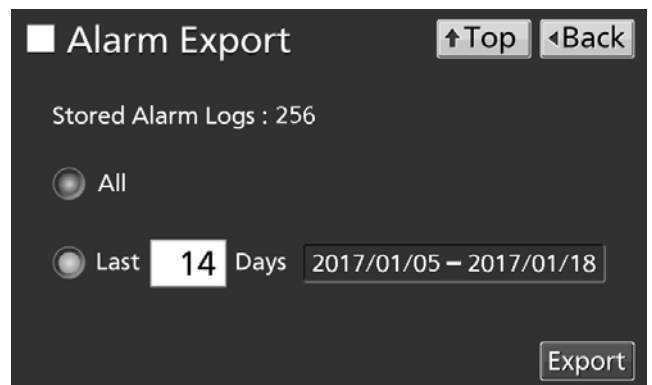 Alarm Export ↑Top ◂Back
Stored Alarm Logs : 256
All
Last 14 Days 2017/01/05 – 2017/01/18
Export